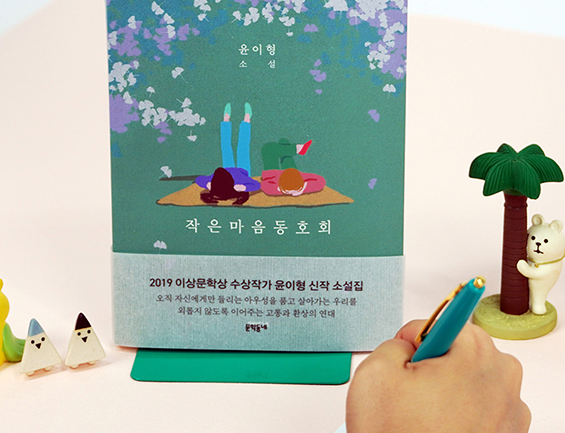 윤이형
소 설
작은마음동호회
2019 이상문학상 수상작가 윤이형 신작 소설집
오직 자신에게만 들리는 아우성을 품고 살아가는 우리를
외롭지 않도록 이어주는 고통과 환상의 연대
문학동네